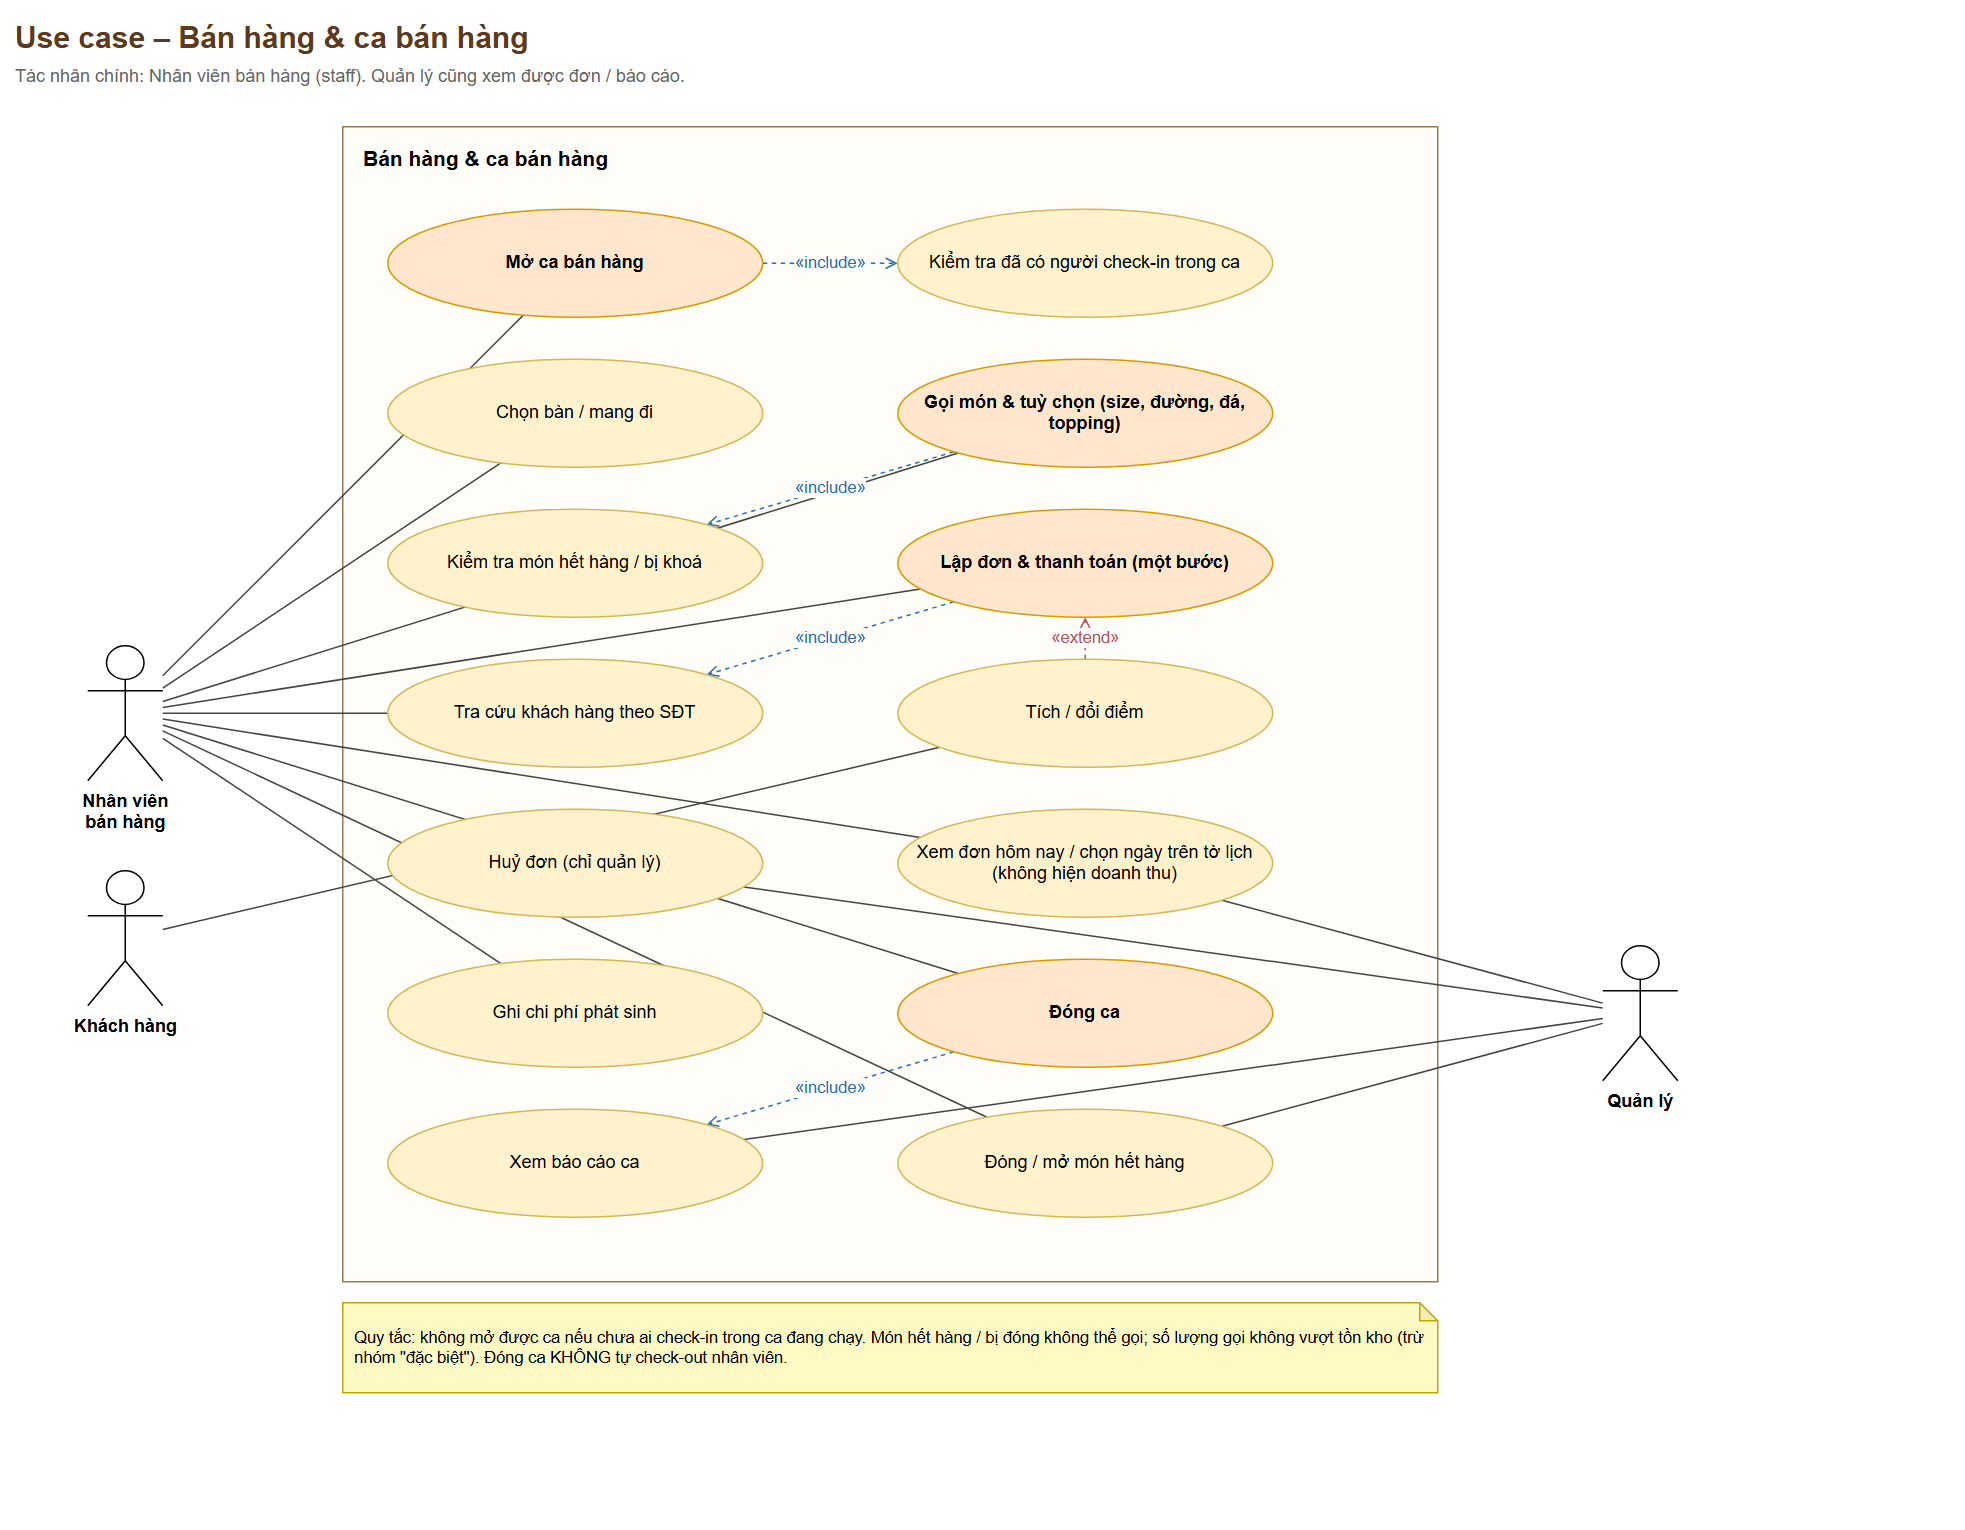 Use case – Bán hàng & ca bán hàng
Tác nhân chính: Nhân viên bán hàng (staff). Quản lý cũng xem được đơn / báo cáo.
Bán hàng & ca bán hàng
Mở ca bán hàng
«include»
Kiểm tra đã có người check-in trong ca
Chọn bàn / mang đi
Gọi món & tuỳ chọn (size, đường, đá,
topping)
«include»
Kiểm tra món hết hàng / bị khoá
Lập đơn & thanh toán (một bước)
«include»
«extend»
Tra cứu khách hàng theo SĐT
Tích / đổi điểm
Nhân viên
bán hàng
Huỷ đơn (chỉ quản lý)
Xem đơn hôm nay / chọn ngày trên tờ lịch
(không hiện doanh thu)
Khách hàng
Ghi chi phí phát sinh
Đóng ca
«include»
Quản lý
Xem báo cáo ca
Đóng / mở món hết hàng
Quy tắc: không mở được ca nếu chưa ai check-in trong ca đang chạy. Món hết hàng / bị đóng không thể gọi; số lượng gọi không vượt tồn kho (trừ
nhóm "đặc biệt"). Đóng ca KHÔNG tự check-out nhân viên.